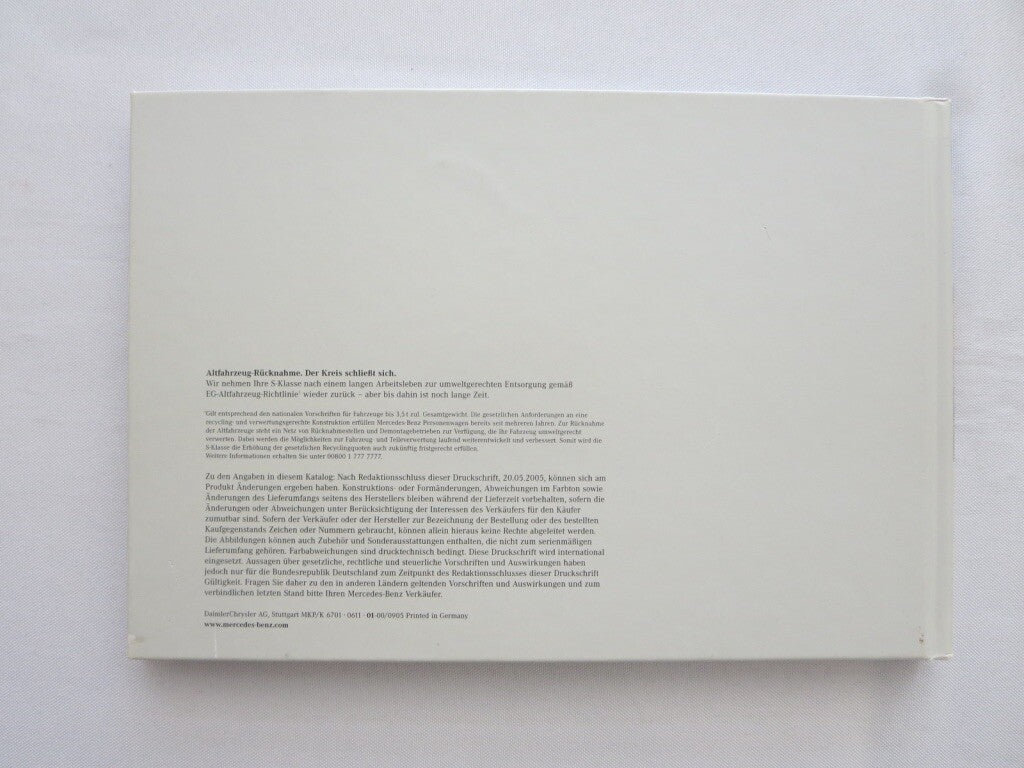 Altfahrzeug-Rücknahme. Der Kreis schließt sich.
Wir nehmen Ihre S-Klasse nach einem langen Arbeitsleben zur umweltgerechten Entsorgung gemäß
EG-Altfahrzeug-Richtlinie¹ wieder zurück – aber bis dahin ist noch lange Zeit.
¹Gilt entsprechend den nationalen Vorschriften für Fahrzeuge bis 3,5 t zul. Gesamtgewicht. Die gesetzlichen Anforderungen an eine
recycling- und verwertungsgerechte Konstruktion erfüllen Mercedes-Benz Personenwagen bereits seit mehreren Jahren. Zur Rücknahme
der Altfahrzeuge steht ein Netz von Rücknahmestellen und Demontagebetrieben zur Verfügung, die Ihr Fahrzeug umweltgerecht
verwerten. Dabei werden die Möglichkeiten zur Fahrzeug- und Teileverwertung laufend weiterentwickelt und verbessert. Somit wird die
S-Klasse die Erhöhung der gesetzlichen Recyclingquoten auch zukünftig fristgerecht erfüllen.
Weitere Informationen erhalten Sie unter 00800 1 777 7777.
Zu den Angaben in diesem Katalog: Nach Redaktionsschluss dieser Druckschrift, 20.05.2005, können sich am
Produkt Änderungen ergeben haben. Konstruktions- oder Formänderungen, Abweichungen im Farbton sowie
Änderungen des Lieferumfangs seitens des Herstellers bleiben während der Lieferzeit vorbehalten, sofern die
Änderungen oder Abweichungen unter Berücksichtigung der Interessen des Verkäufers für den Käufer
zumutbar sind. Sofern der Verkäufer oder der Hersteller zur Bezeichnung der Bestellung oder des bestellten
Kaufgegenstands Zeichen oder Nummern gebraucht, können allein hieraus keine Rechte abgeleitet werden.
Die Abbildungen können auch Zubehör und Sonderausstattungen enthalten, die nicht zum serienmäßigen
Lieferumfang gehören. Farbabweichungen sind drucktechnisch bedingt. Diese Druckschrift wird international
eingesetzt. Aussagen über gesetzliche, rechtliche und steuerliche Vorschriften und Auswirkungen haben
jedoch nur für die Bundesrepublik Deutschland zum Zeitpunkt des Redaktionsschlusses dieser Druckschrift
Gültigkeit. Fragen Sie daher zu den in anderen Ländern geltenden Vorschriften und Auswirkungen und zum
verbindlichen letzten Stand bitte Ihren Mercedes-Benz Verkäufer.
DaimlerChrysler AG, Stuttgart MKP/K 6701 · 0611 · 01-00/0905 Printed in Germany
www.mercedes-benz.com